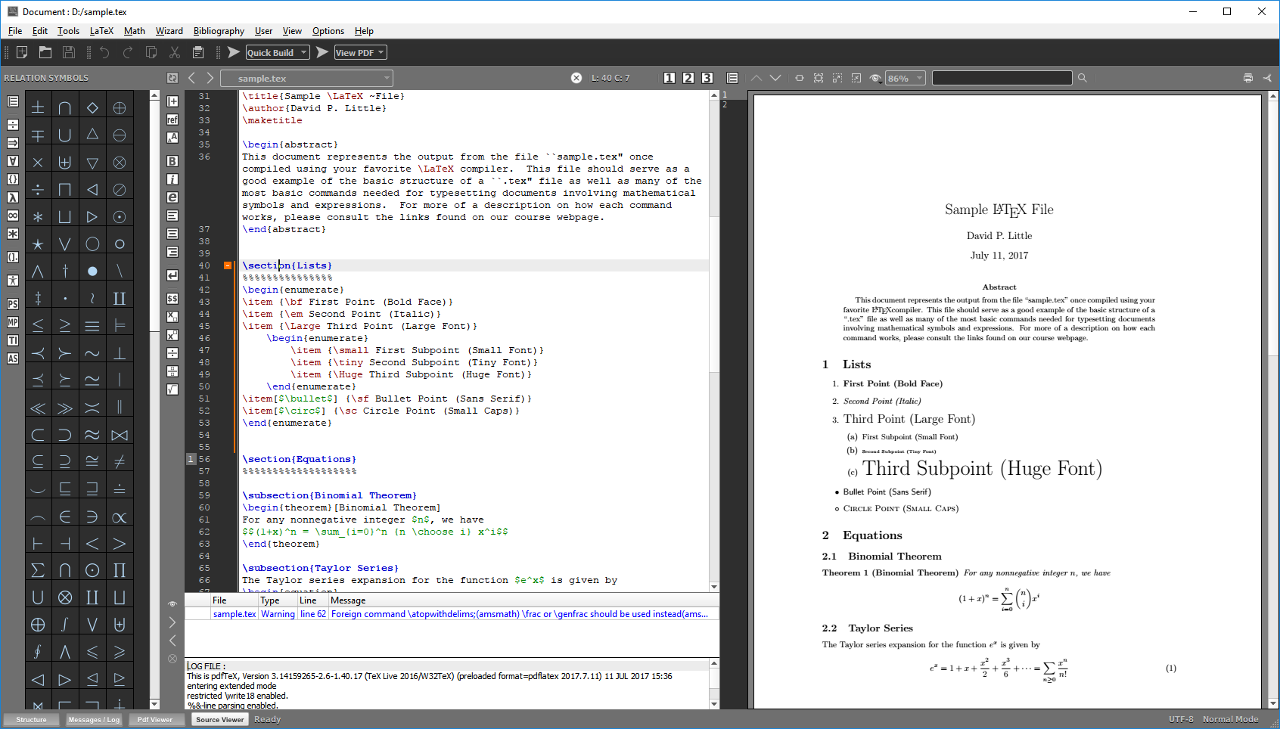 Document : D:/sample.tex
File Edit Tools LaTeX Math Wizard Bibliography User View Options Help
Quick Build View PDF
RELATION SYMBOLS sample.tex L: 40 C: 7 1 2 3 86%
31 \title{Sample \LaTeX ~File}
32 \author{David P. Little}
33 \maketitle
34
35 \begin{abstract}
36 This document represents the output from the file ``sample.tex" once
compiled using your favorite \LaTeX compiler.  This file should serve as a
good example of the basic structure of a ``.tex" file as well as many of the
most basic commands needed for typesetting documents involving mathematical
symbols and expressions.  For more of a description on how each command
works, please consult the links found on our course webpage.
37 \end{abstract}
38
39
40 \section{Lists}
41 %%%%%%%%%%%%%%%
42 \begin{enumerate}
43 \item {\bf First Point (Bold Face)}
44 \item {\em Second Point (Italic)}
45 \item {\Large Third Point (Large Font)}
46 \begin{enumerate}
47 \item {\small First Subpoint (Small Font)}
48 \item {\tiny Second Subpoint (Tiny Font)}
49 \item {\Huge Third Subpoint (Huge Font)}
50 \end{enumerate}
51 \item[$\bullet$] {\sf Bullet Point (Sans Serif)}
52 \item[$\circ$] {\sc Circle Point (Small Caps)}
53 \end{enumerate}
54
55
1 56 \section{Equations}
57 %%%%%%%%%%%%%%%%%%%
58
59 \subsection{Binomial Theorem}
60 \begin{theorem}[Binomial Theorem]
61 For any nonnegative integer $n$, we have
62 $$(1+x)^n = \sum_{i=0}^n {n \choose i} x^i$$
63 \end{theorem}
64
65 \subsection{Taylor Series}
66 The Taylor series expansion for the function $e^x$ is given by
67 \begin{equation}
File Type Line Message
sample.tex Warning line 62 Foreign command \atopwithdelims;(amsmath) \frac or \genfrac should be used instead(ams...
LOG FILE :
This is pdfTeX, Version 3.14159265-2.6-1.40.17 (TeX Live 2016/W32TeX) (preloaded format=pdflatex 2017.7.11) 11 JUL 2017 15:36
entering extended mode
restricted \write18 enabled.
%&-line parsing enabled.
1
2
Sample LATEX File
David P. Little
July 11, 2017
Abstract
This document represents the output from the file “sample.tex” once compiled using your
favorite LATEXcompiler. This file should serve as a good example of the basic structure of a
“.tex” file as well as many of the most basic commands needed for typesetting documents
involving mathematical symbols and expressions. For more of a description on how each
command works, please consult the links found on our course webpage.
1 Lists
1. First Point (Bold Face)
2. Second Point (Italic)
3. Third Point (Large Font)
(a) First Subpoint (Small Font)
(b) Second Subpoint (Tiny Font)
(c) Third Subpoint (Huge Font)
• Bullet Point (Sans Serif)
◦ Circle Point (Small Caps)
2 Equations
2.1 Binomial Theorem
Theorem 1 (Binomial Theorem) For any nonnegative integer n, we have
(1 + x)^n = ∑_{i=0}^n (n i) x^i
2.2 Taylor Series
The Taylor series expansion for the function e^x is given by
e^x = 1 + x + x^2/2 + x^3/6 + ··· = ∑_{n≥0} x^n/n! (1)
Structure Messages / Log Pdf Viewer Source Viewer Ready UTF-8 Normal Mode